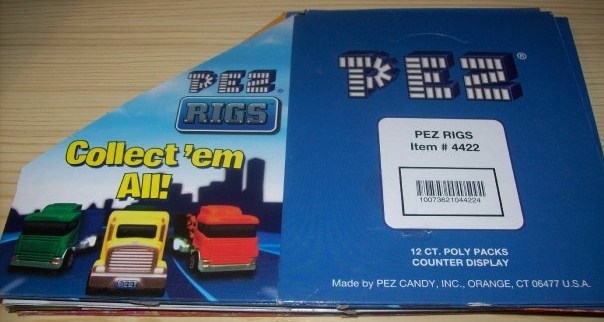 PEZ
RIGS
Collect 'em
All!
PEZ®
PEZ RIGS
Item # 4422
10073621044224
12 CT. POLY PACKS
COUNTER DISPLAY
Made by PEZ CANDY, INC., ORANGE, CT 06477 U.S.A.